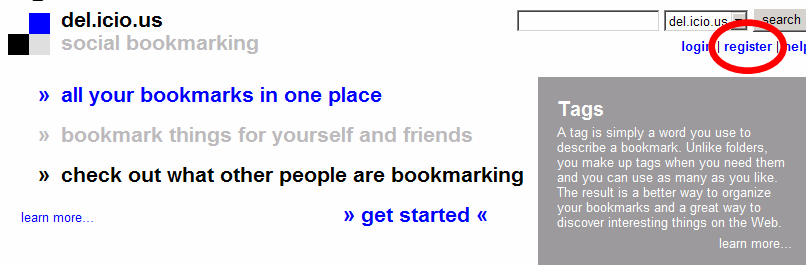 del.icio.us
social bookmarking
del.icio.us
search
login | register | help
» all your bookmarks in one place
» bookmark things for yourself and friends
» check out what other people are bookmarking
learn more...
» get started «
Tags
A tag is simply a word you use to
describe a bookmark. Unlike folders,
you make up tags when you need them
and you can use as many as you like.
The result is a better way to organize
your bookmarks and a great way to
discover interesting things on the Web.
learn more...